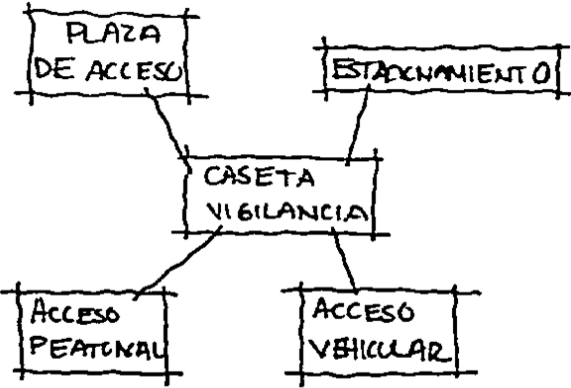 PLAZA
DE ACCESO
ESTACIONAMIENTO
CASETA
VIGILANCIA
ACCESO
PEATONAL
ACCESO
VEHICULAR